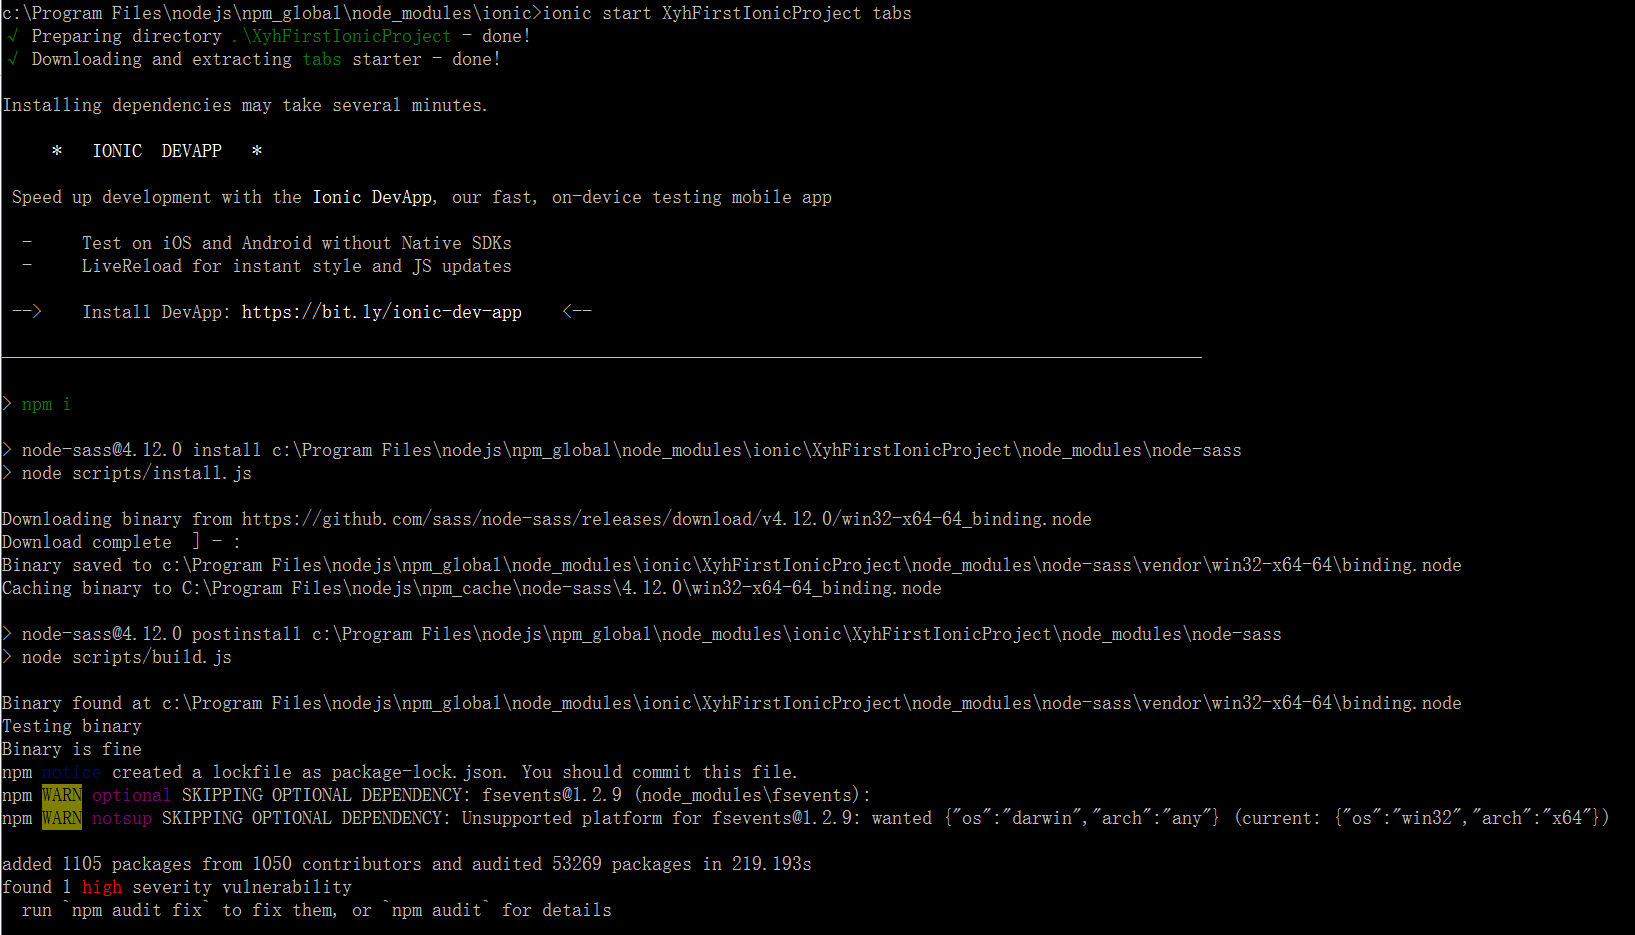 c:\Program Files\nodejs\npm_global\node_modules\ionic>ionic start XyhFirstIonicProject tabs
√ Preparing directory .\XyhFirstIonicProject - done!
√ Downloading and extracting tabs starter - done!
Installing dependencies may take several minutes.
* IONIC DEVAPP *
Speed up development with the Ionic DevApp, our fast, on-device testing mobile app
- Test on iOS and Android without Native SDKs
- LiveReload for instant style and JS updates
--> Install DevApp: https://bit.ly/ionic-dev-app <--
> npm i
> node-sass@4.12.0 install c:\Program Files\nodejs\npm_global\node_modules\ionic\XyhFirstIonicProject\node_modules\node-sass
> node scripts/install.js
Downloading binary from https://github.com/sass/node-sass/releases/download/v4.12.0/win32-x64-64_binding.node
Download complete ] - :
Binary saved to c:\Program Files\nodejs\npm_global\node_modules\ionic\XyhFirstIonicProject\node_modules\node-sass\vendor\win32-x64-64\binding.node
Caching binary to C:\Program Files\nodejs\npm_cache\node-sass\4.12.0\win32-x64-64_binding.node
> node-sass@4.12.0 postinstall c:\Program Files\nodejs\npm_global\node_modules\ionic\XyhFirstIonicProject\node_modules\node-sass
> node scripts/build.js
Binary found at c:\Program Files\nodejs\npm_global\node_modules\ionic\XyhFirstIonicProject\node_modules\node-sass\vendor\win32-x64-64\binding.node
Testing binary
Binary is fine
npm notice created a lockfile as package-lock.json. You should commit this file.
npm WARN optional SKIPPING OPTIONAL DEPENDENCY: fsevents@1.2.9 (node_modules\fsevents):
npm WARN notsup SKIPPING OPTIONAL DEPENDENCY: Unsupported platform for fsevents@1.2.9: wanted {"os":"darwin","arch":"any"} (current: {"os":"win32","arch":"x64"})
added 1105 packages from 1050 contributors and audited 53269 packages in 219.193s
found 1 high severity vulnerability
run `npm audit fix` to fix them, or `npm audit` for details